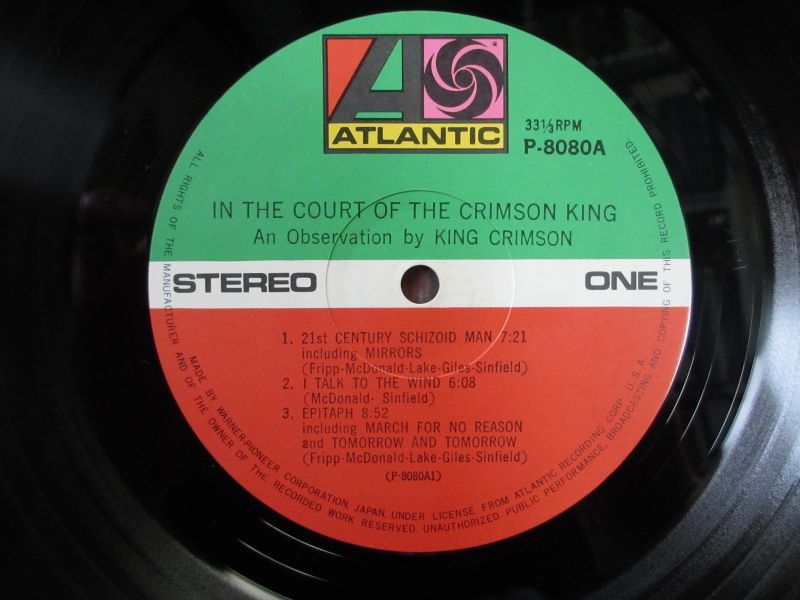 ATLANTIC
33⅓RPM
P-8080A
IN THE COURT OF THE CRIMSON KING
An Observation by KING CRIMSON
STEREO
ONE
1. 21st CENTURY SCHIZOID MAN 7:21
including MIRRORS
(Fripp-McDonald-Lake-Giles-Sinfield)
2. I TALK TO THE WIND 6:08
(McDonald- Sinfield)
3. EPITAPH 8:52
including MARCH FOR NO REASON
and TOMORROW AND TOMORROW
(Fripp-McDonald-Lake-Giles-Sinfield)
(P-8080A1)
MADE BY WARNER-PIONEER CORPORATION, JAPAN, UNDER LICENSE FROM ATLANTIC RECORDING CORP. U.S.A.
ALL RIGHTS OF THE MANUFACTURER AND OF THE OWNER OF THE RECORDED WORK RESERVED. UNAUTHORIZED PUBLIC PERFORMANCE, BROADCASTING AND COPYING OF THIS RECORD PROHIBITED.